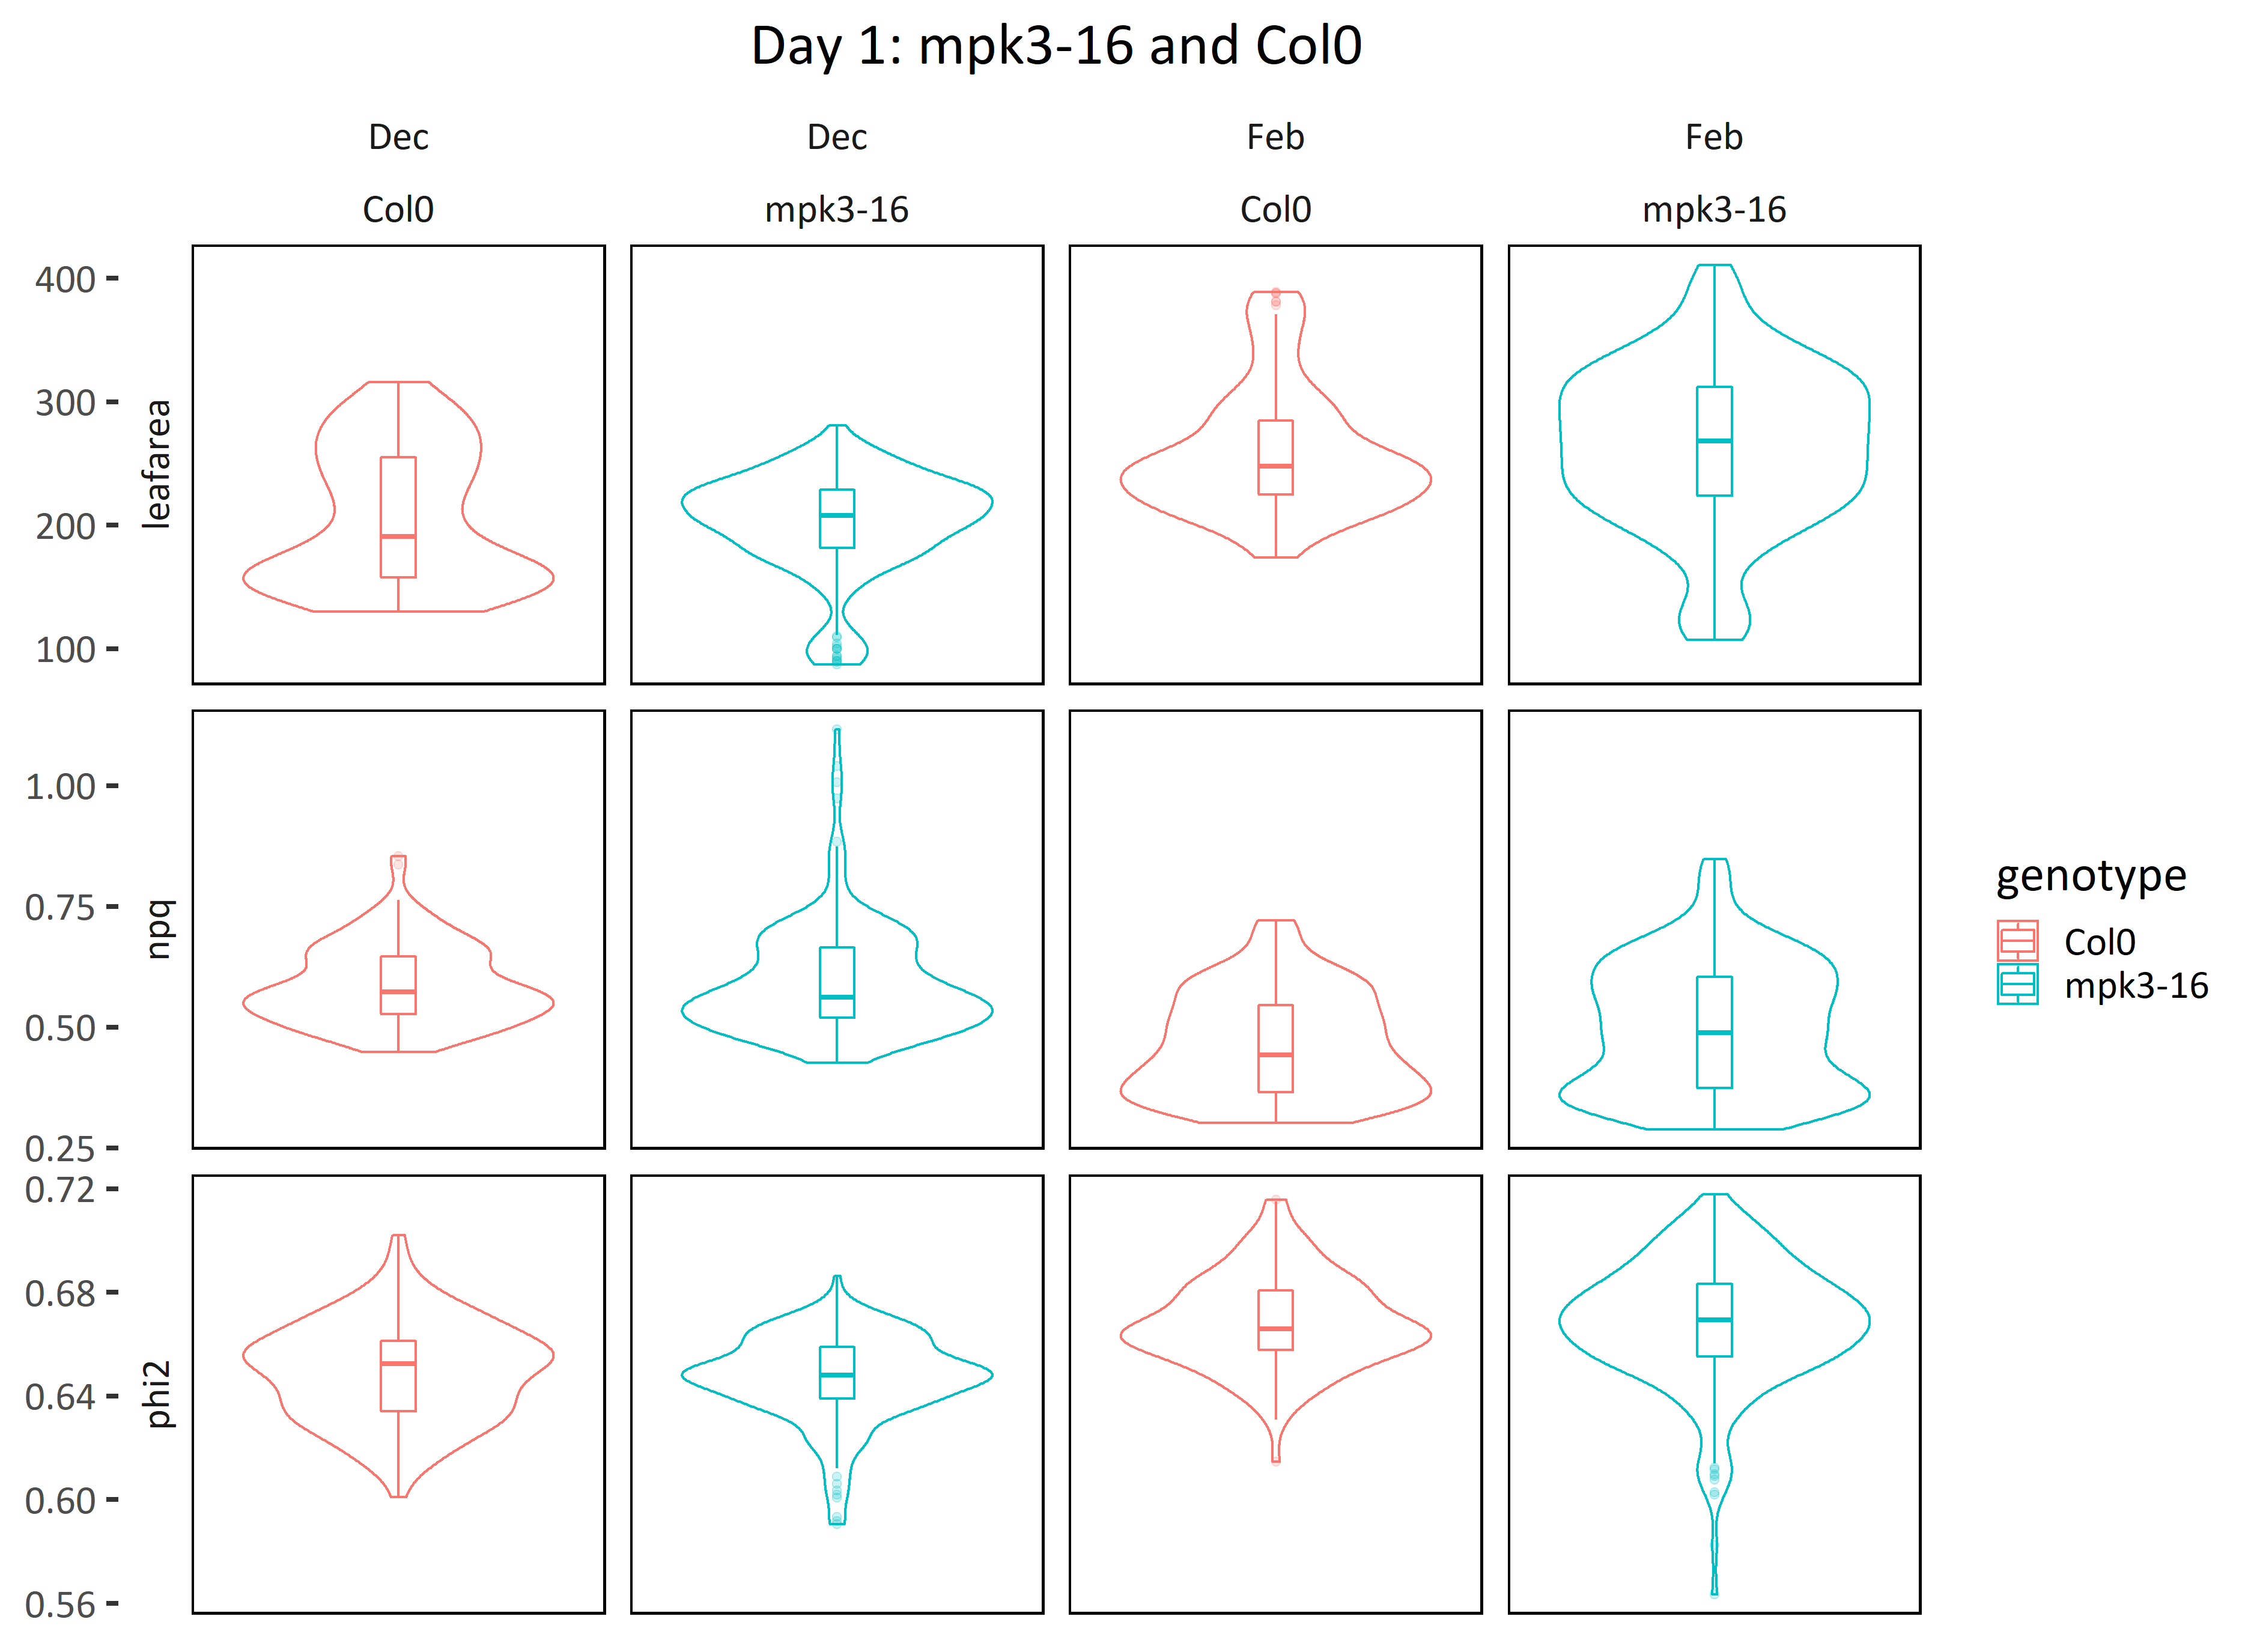 Day 1: mpk3-16 and Col0
Dec Dec Feb Feb
Col0 mpk3-16 Col0 mpk3-16
400
300
200
100
leafarea
1.00
0.75
0.50
0.25
npq
0.72
0.68
0.64
0.60
0.56
phi2
genotype
Col0
mpk3-16